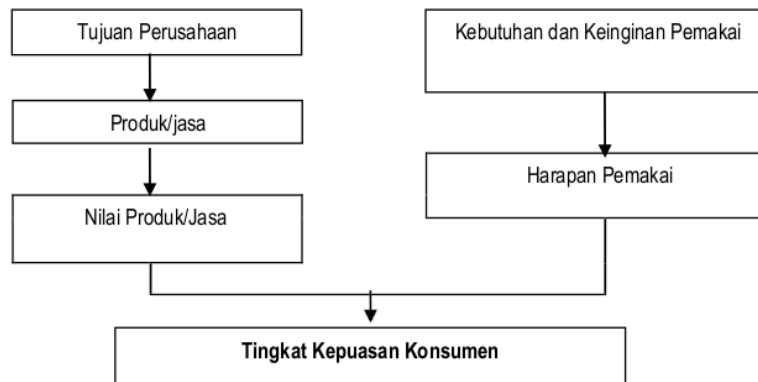 Tujuan Perusahaan
Kebutuhan dan Keinginan Pemakai
Produk/jasa
Harapan Pemakai
Nilai Produk/Jasa
Tingkat Kepuasan Konsumen